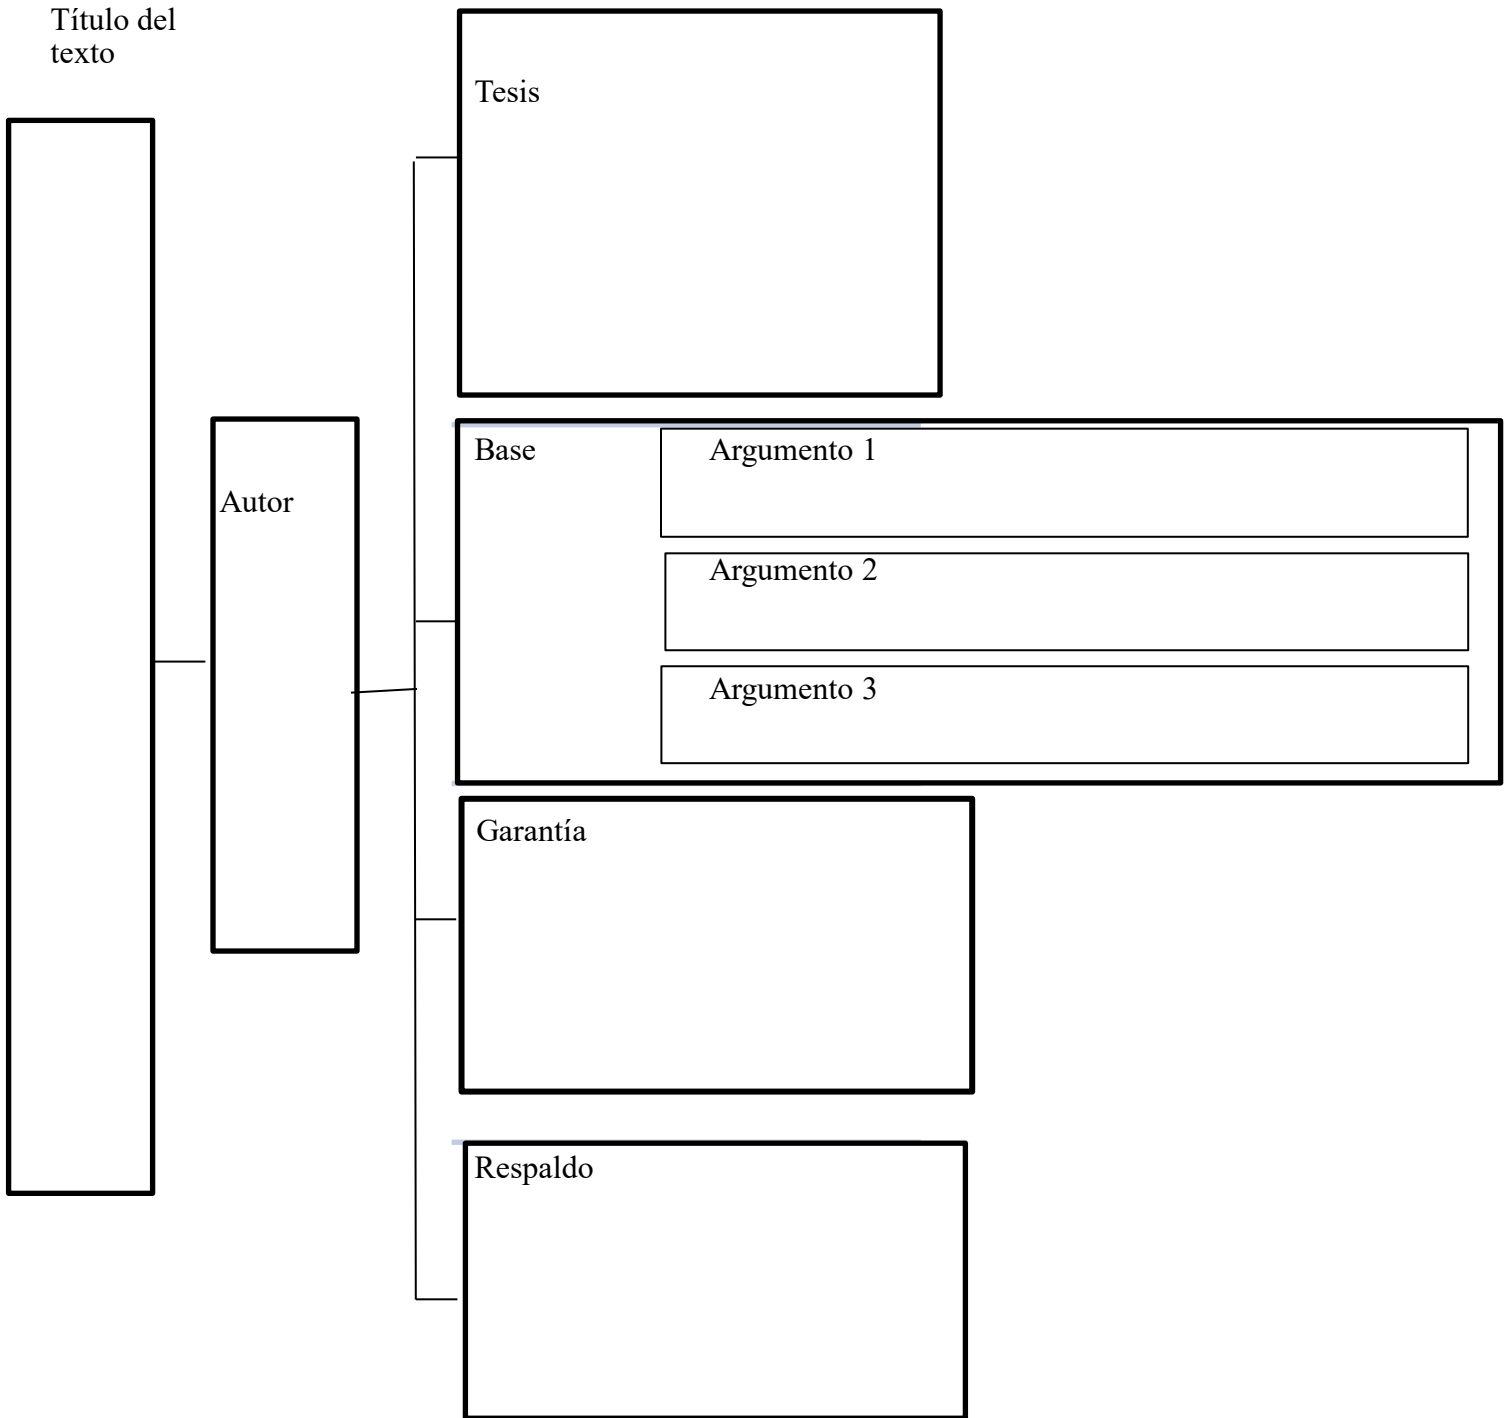 Título del
texto
Tesis
Autor
Base
Argumento 1
Argumento 2
Argumento 3
Garantía
Respaldo